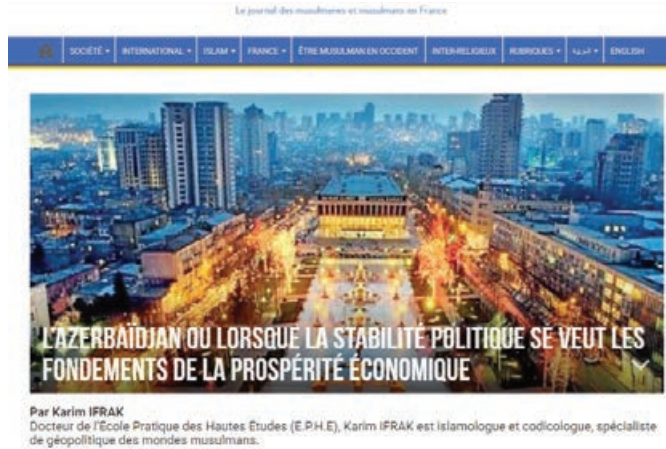 Le journal des musulmanes et musulmans en France
SOCIÉTÉ INTERNATIONAL ISLAM FRANCE ÊTRE MUSULMAN EN OCCIDENT INTER-RELIGIEUX RUBRIQUES عربية ENGLISH
L'AZERBAÏDJAN OU LORSQUE LA STABILITÉ POLITIQUE SE VEUT LES
FONDEMENTS DE LA PROSPÉRITÉ ÉCONOMIQUE
Par Karim IFRAK
Docteur de l'École Pratique des Hautes Études (E.P.H.E), Karim IFRAK est islamologue et codicologue, spécialiste
de géopolitique des mondes musulmans.